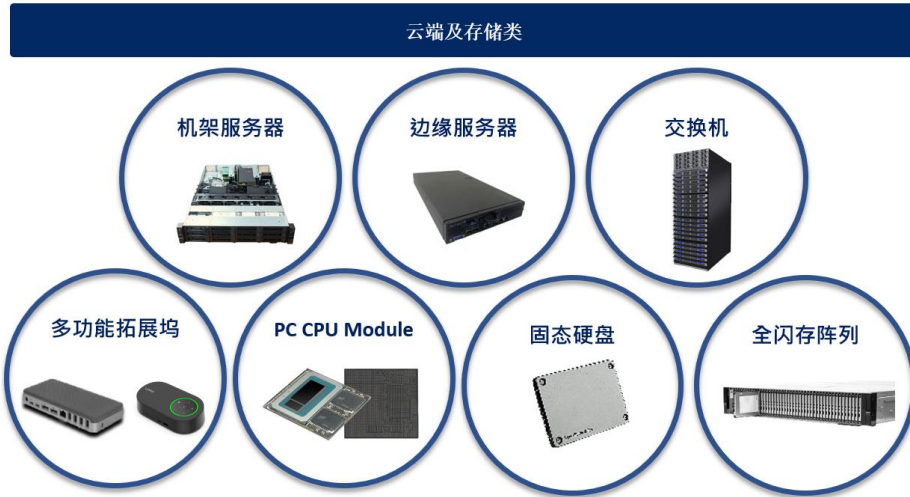 云端及存储类
机架服务器
边缘服务器
交换机
多功能拓展坞
PC CPU Module
固态硬盘
全闪存阵列